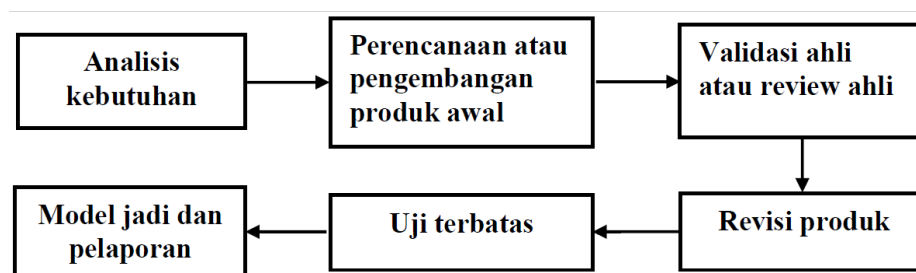 Analisis
kebutuhan
Perencanaan atau
pengembangan
produk awal
Validasi ahli
atau review ahli
Revisi produk
Uji terbatas
Model jadi dan
pelaporan